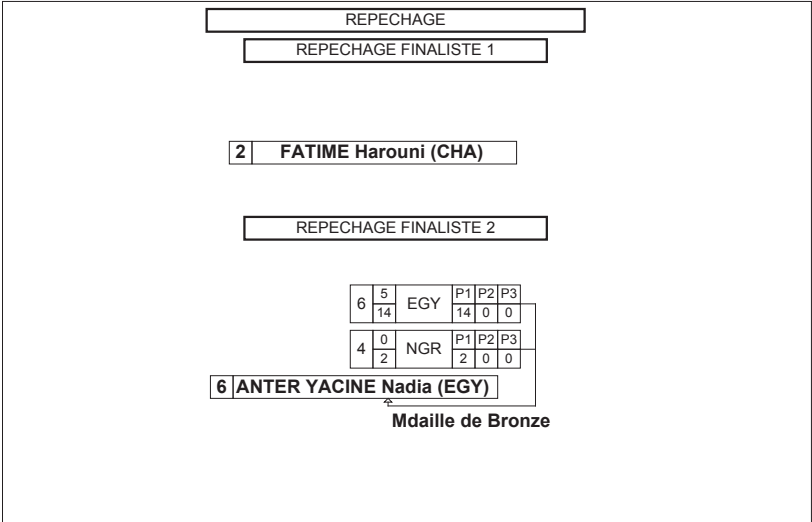 REPECHAGE
REPECHAGE FINALISTE 1
2 FATIME Harouni (CHA)
REPECHAGE FINALISTE 2
6 5 EGY P1 P2 P3
14 14 0 0
4 0 NGR P1 P2 P3
2 2 0 0
6 ANTER YACINE Nadia (EGY)
Mdaille de Bronze